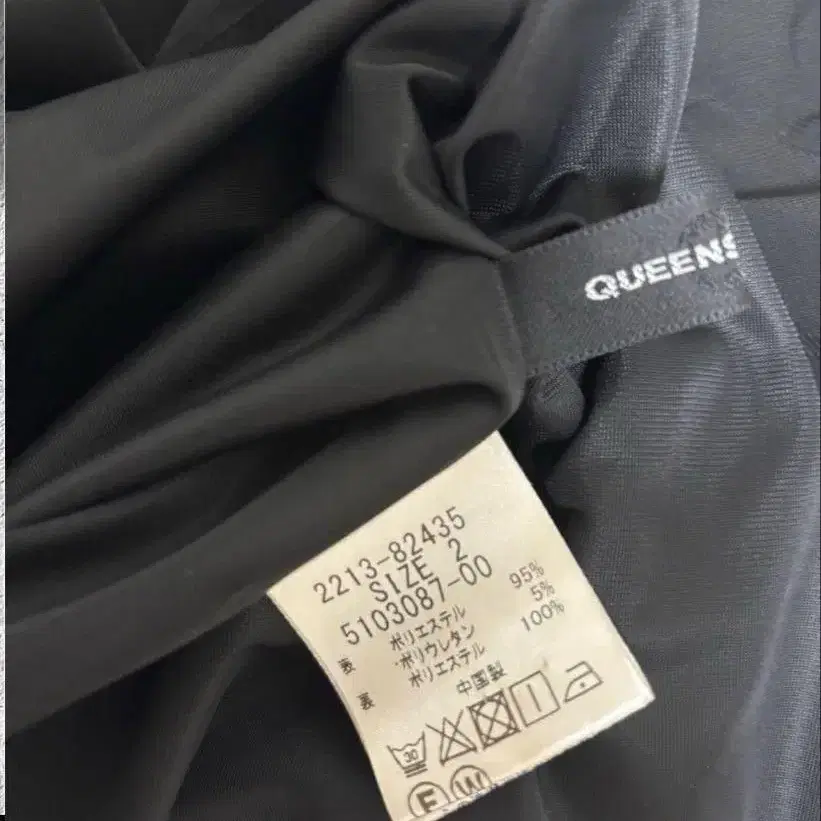 QUEENS
2213-82435
SIZE 2
5103087-00
表 ポリエステル 95%
・ポリウレタン 5%
裏 ポリエステル 100%
中国製
30
F W